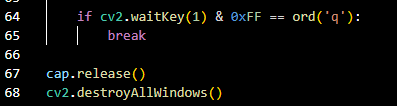 64 if cv2.waitKey(1) & 0xFF == ord('q'):
65 break
66
67 cap.release()
68 cv2.destroyAllWindows()